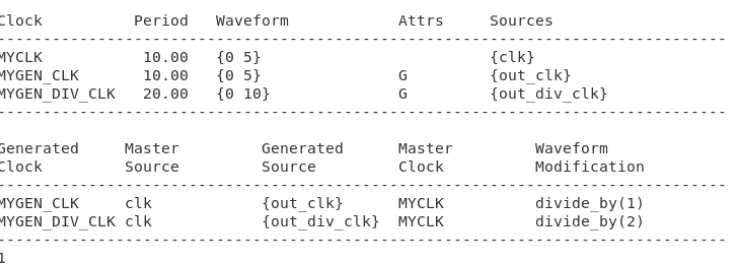 Clock Period Waveform Attrs Sources
--------------------------------------------------------------------------------
MYCLK 10.00 {0 5} {clk}
MYGEN_CLK 10.00 {0 5} G {out_clk}
MYGEN_DIV_CLK 20.00 {0 10} G {out_div_clk}
--------------------------------------------------------------------------------
Generated Master Generated Master Waveform
Clock Source Source Clock Modification
--------------------------------------------------------------------------------
MYGEN_CLK clk {out_clk} MYCLK divide_by(1)
MYGEN_DIV_CLK clk {out_div_clk} MYCLK divide_by(2)
--------------------------------------------------------------------------------
1